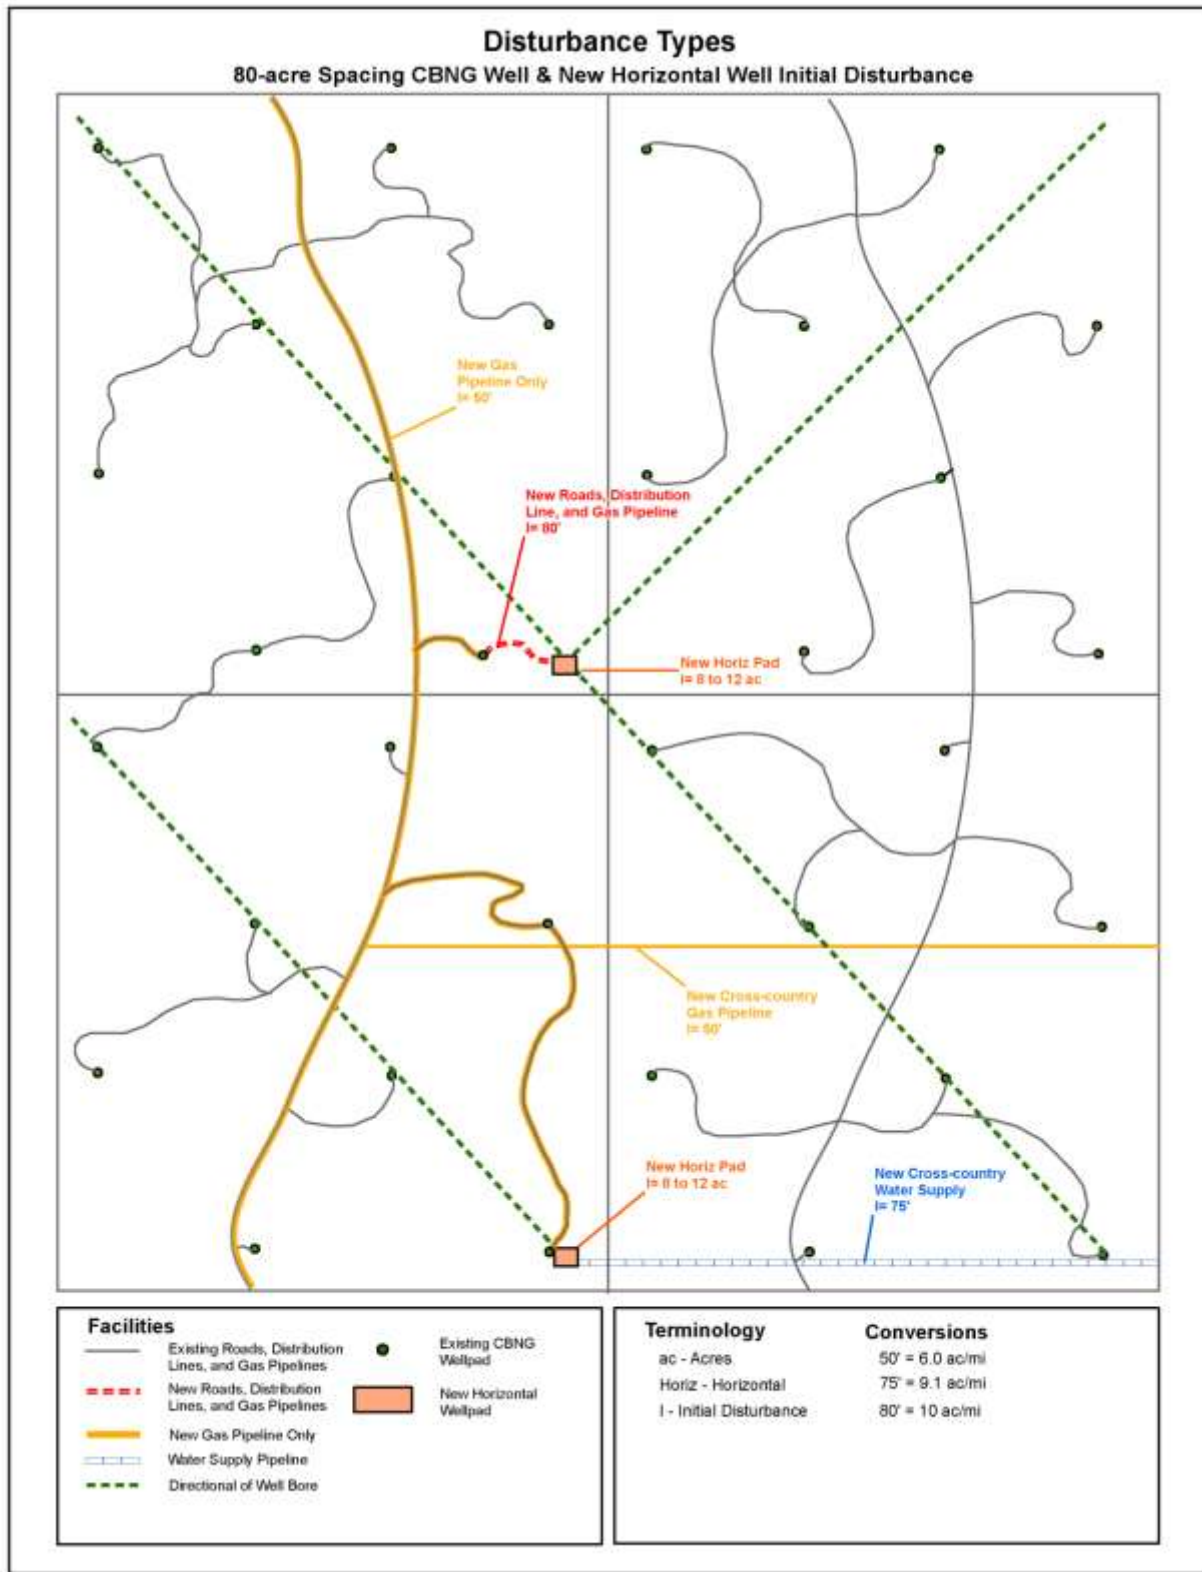 Disturbance Types
80-acre Spacing CBNG Well & New Horizontal Well Initial Disturbance
New Gas
Pipeline Only
I= 50'
New Roads, Distribution
Line, and Gas Pipeline
I= 80'
New Horiz Pad
I= 8 to 12 ac
New Cross-country
Gas Pipeline
I= 50'
New Horiz Pad
I= 8 to 12 ac
New Cross-country
Water Supply
I= 75'
Facilities
Existing Roads, Distribution
Lines, and Gas Pipelines
New Roads, Distribution
Lines, and Gas Pipelines
New Gas Pipeline Only
Water Supply Pipeline
Directional of Well Bore
Existing CBNG
Wellpad
New Horizontal
Wellpad
Terminology
ac - Acres
Horiz - Horizontal
I - Initial Disturbance
Conversions
50' = 6.0 ac/mi
75' = 9.1 ac/mi
80' = 10 ac/mi